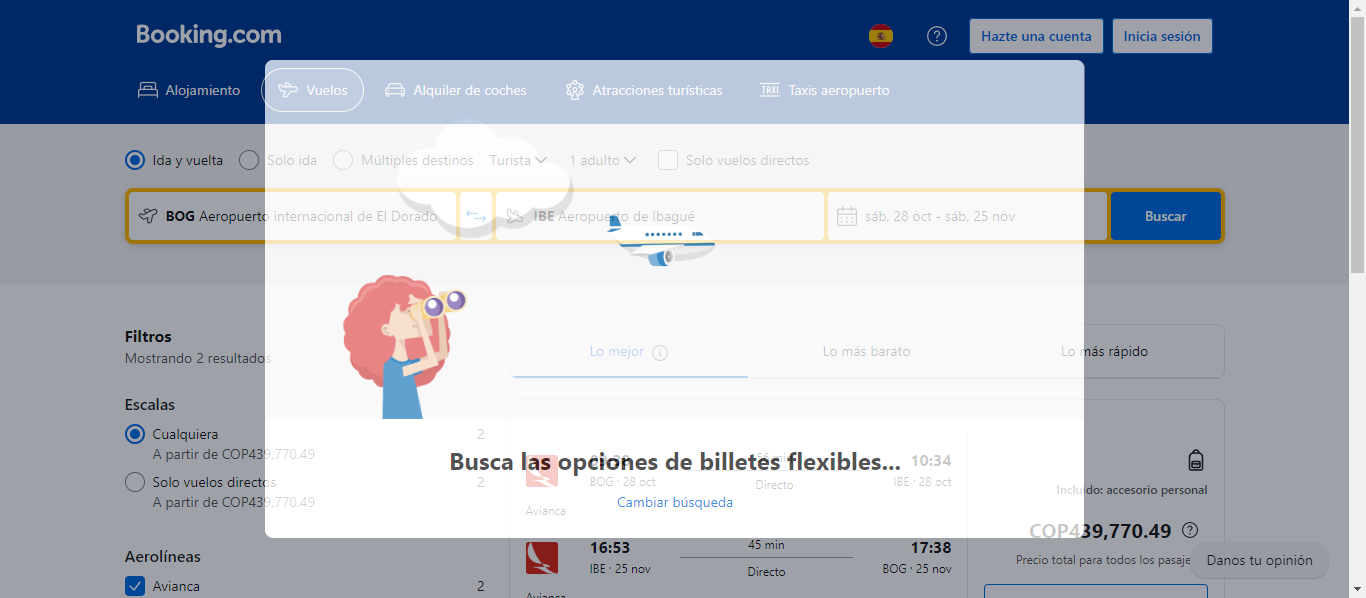 Booking.com
Hazte una cuenta
Inicia sesión
Alojamiento
Vuelos
Alquiler de coches
Atracciones turísticas
TAXI
Taxis aeropuerto
Ida y vuelta
Solo ida
Múltiples destinos
Turista
1 adulto
Solo vuelos directos
BOG Aeropuerto internacional de El Dorado
IBE Aeropuerto de Ibagué
sáb, 28 oct - sáb, 25 nov
Buscar
Filtros
Mostrando 2 resultados
Lo mejor
Lo más barato
Lo más rápido
Escalas
Cualquiera
2
A partir de COP439,770.49
Solo vuelos directos
2
A partir de COP439,770.49
Busca las opciones de billetes flexibles...
Cambiar búsqueda
10:34
BOG · 28 oct
Directo
IBE · 28 oct
Avianca
Incluido: accesorio personal
COP439,770.49
Precio total para todos los pasaje
16:53
45 min
17:38
IBE · 25 nov
Directo
BOG · 25 nov
Avianca
Danos tu opinión
Aerolíneas
Avianca
2